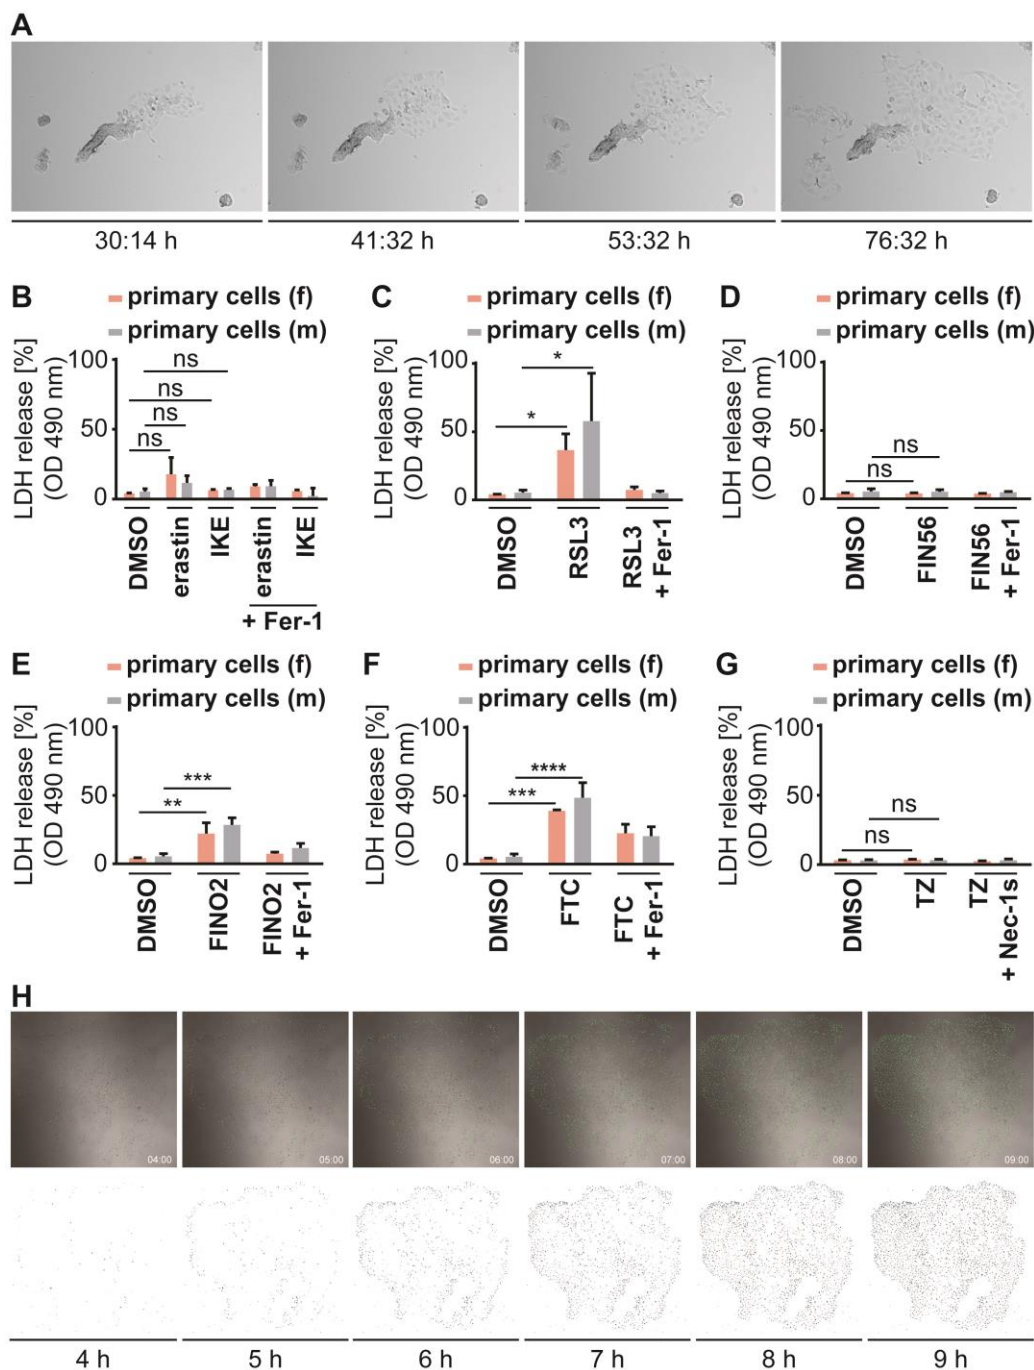 A
30:14 h 41:32 h 53:32 h 76:32 h
B
primary cells (f)
primary cells (m)
LDH release [%]
(OD 490 nm)
100
50
0
ns
ns
ns
ns
DMSO
erastin
IKE
erastin
IKE
+ Fer-1
C
primary cells (f)
primary cells (m)
LDH release [%]
(OD 490 nm)
100
50
0
*
*
DMSO
RSL3
RSL3
+ Fer-1
D
primary cells (f)
primary cells (m)
LDH release [%]
(OD 490 nm)
100
50
0
ns
ns
DMSO
FIN56
FIN56
+ Fer-1
E
primary cells (f)
primary cells (m)
LDH release [%]
(OD 490 nm)
100
50
0
***
**
DMSO
FINO2
FINO2
+ Fer-1
F
primary cells (f)
primary cells (m)
LDH release [%]
(OD 490 nm)
100
50
0
****
***
DMSO
FTC
FTC
+ Fer-1
G
primary cells (f)
primary cells (m)
LDH release [%]
(OD 490 nm)
100
50
0
ns
ns
DMSO
TZ
TZ
+ Nec-1s
H
04:00 05:00 06:00 07:00 08:00 09:00
4 h 5 h 6 h 7 h 8 h 9 h